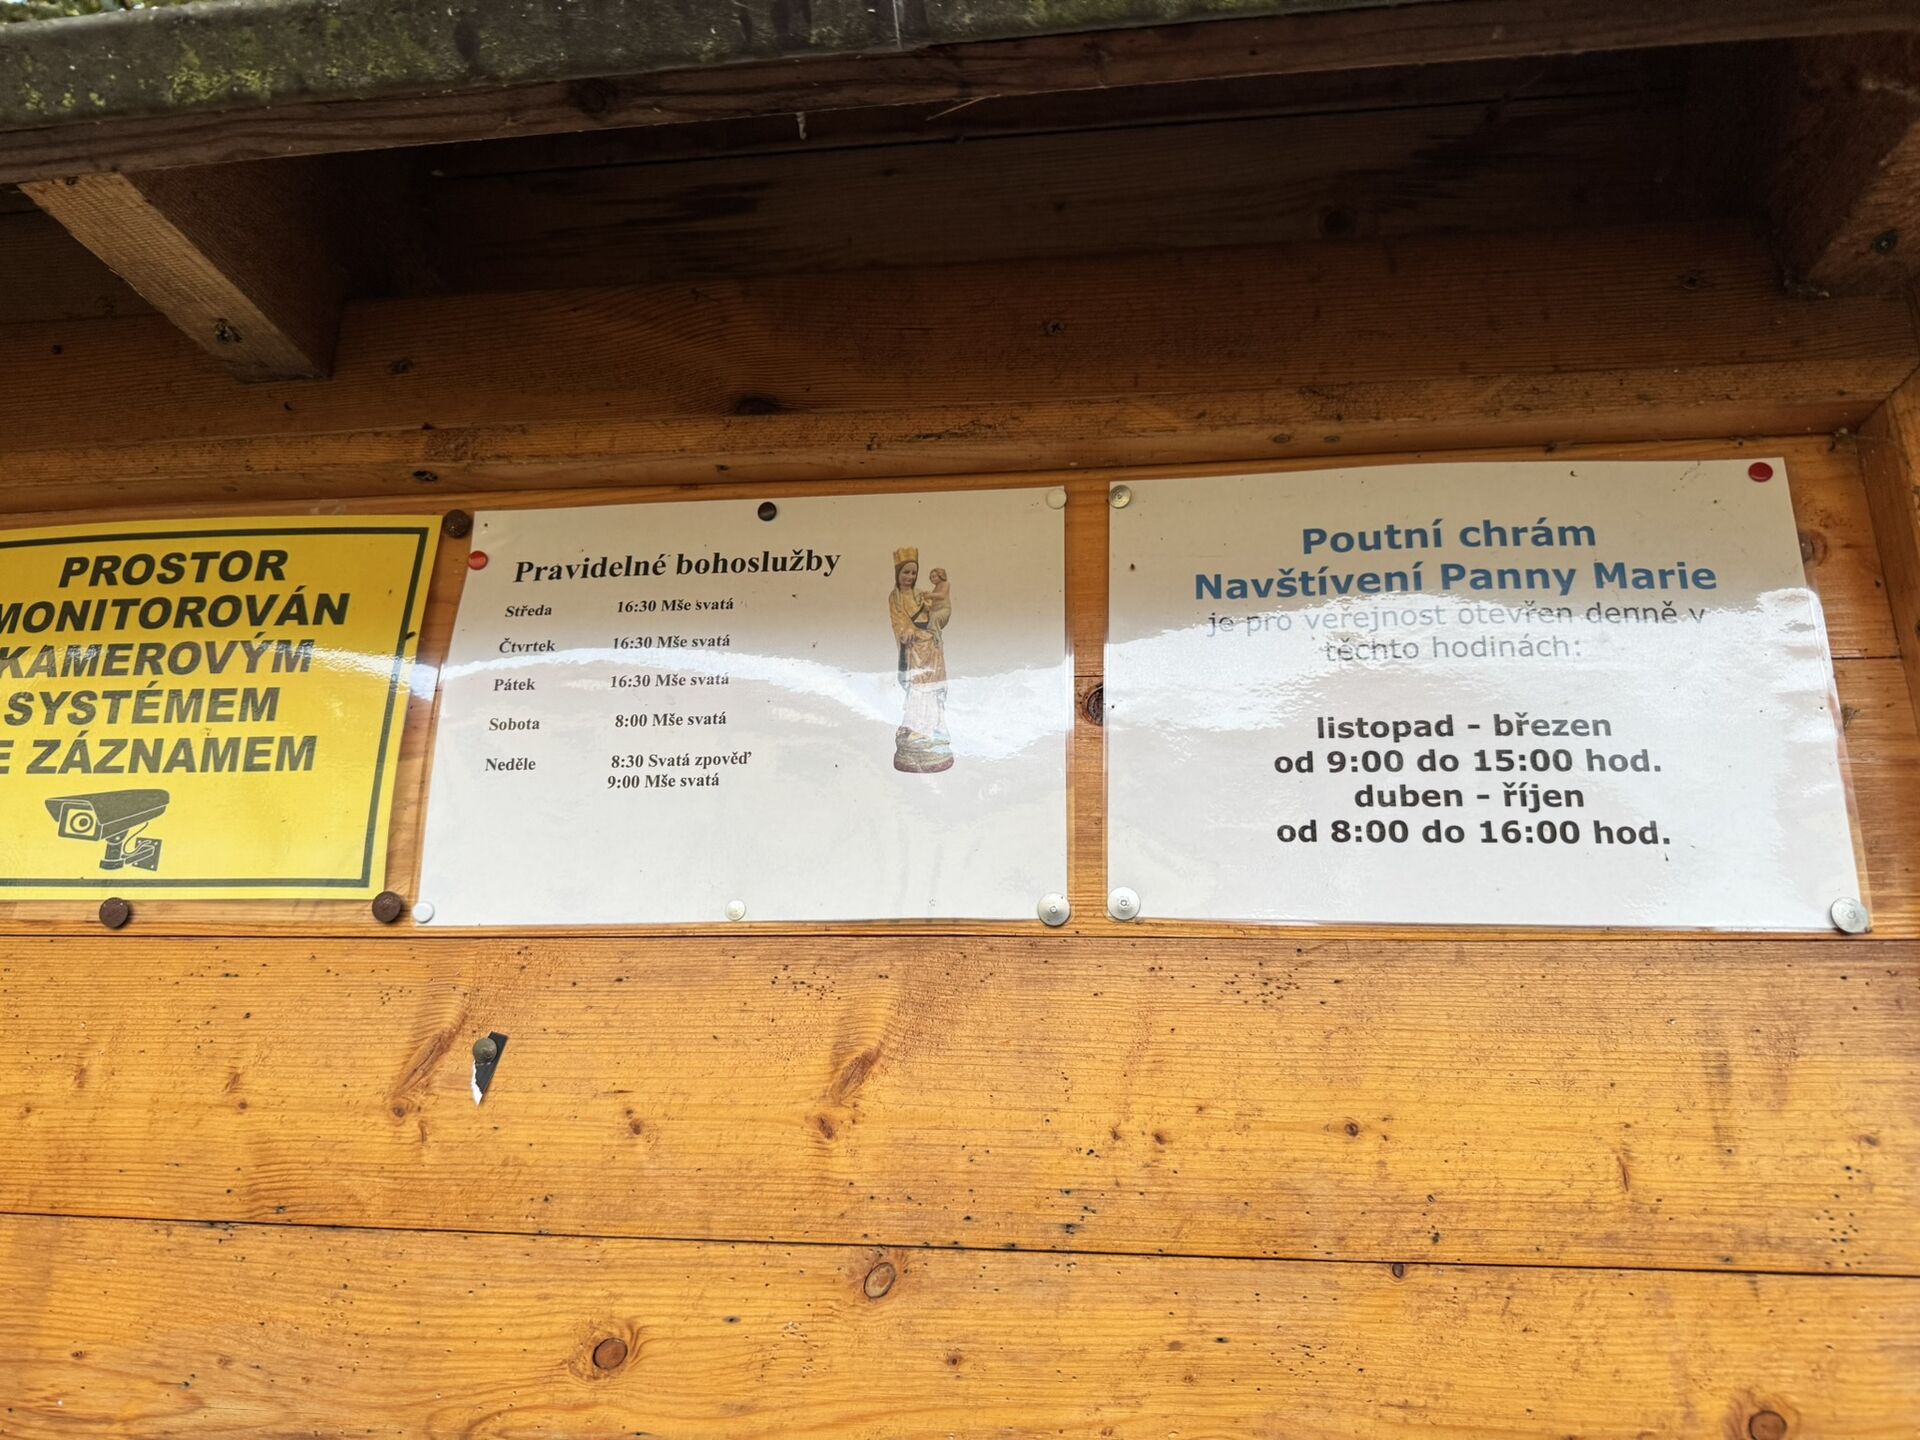 PROSTOR
MONITOROVÁN
KAMEROVÝM
SYSTÉMEM
ZÁZNAMEM
Pravidelné bohoslužby
Středa 16:30 Mše svatá
Čtvrtek 16:30 Mše svatá
Pátek 16:30 Mše svatá
Sobota 8:00 Mše svatá
Neděle 8:30 Svatá zpověď
9:00 Mše svatá
Poutní chrám
Navštívení Panny Marie
je pro veřejnost otevřen denně v
těchto hodinách:
listopad - březen
od 9:00 do 15:00 hod.
duben - říjen
od 8:00 do 16:00 hod.